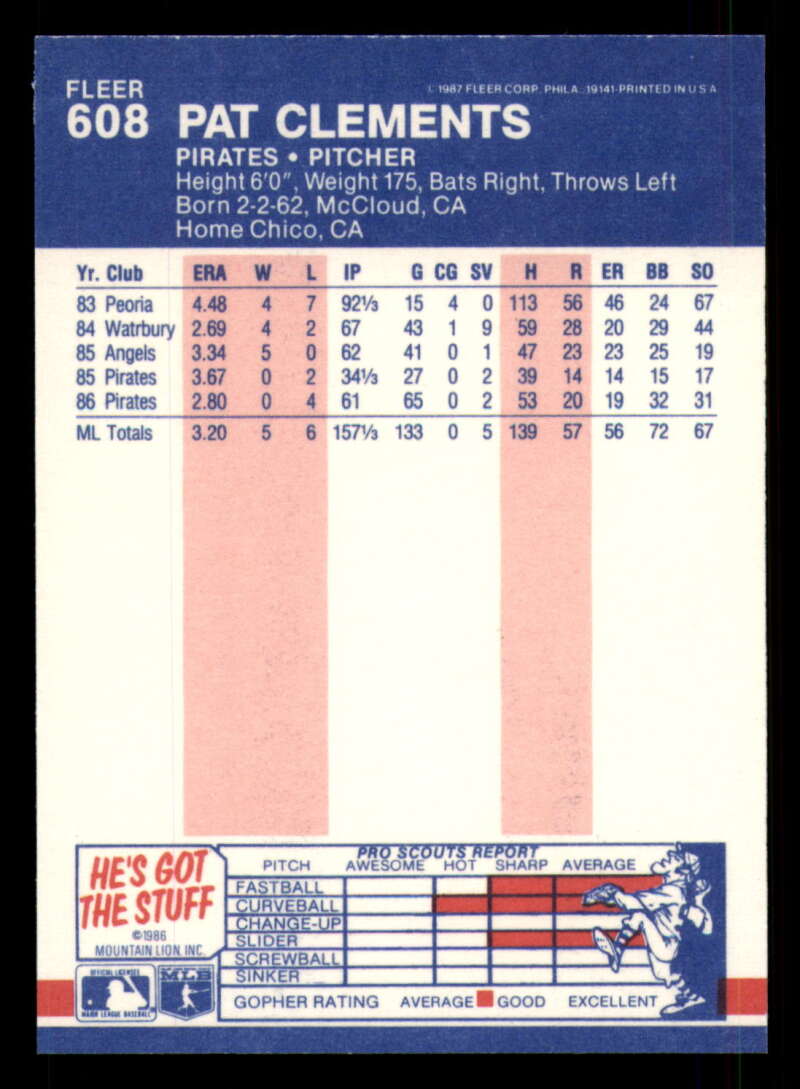 FLEER
© 1987 FLEER CORP. PHILA. 19141-PRINTED IN U S A
608 PAT CLEMENTS
PIRATES • PITCHER
Height 6'0", Weight 175, Bats Right, Throws Left
Born 2-2-62, McCloud, CA
Home Chico, CA
Yr. Club ERA W L IP G CG SV H R ER BB SO
83 Peoria 4.48 4 7 92⅓ 15 4 0 113 56 46 24 67
84 Watrbury 2.69 4 2 67 43 1 9 59 28 20 29 44
85 Angels 3.34 5 0 62 41 0 1 47 23 23 25 19
85 Pirates 3.67 0 2 34⅓ 27 0 2 39 14 14 15 17
86 Pirates 2.80 0 4 61 65 0 2 53 20 19 32 31
ML Totals 3.20 5 6 157⅓ 133 0 5 139 57 56 72 67
HE'S GOT
THE STUFF
©1986
MOUNTAIN LION, INC.
OFFICIAL LICENSEE
MAJOR LEAGUE BASEBALL
MLB
PRO SCOUTS REPORT
PITCH AWESOME HOT SHARP AVERAGE
FASTBALL
CURVEBALL
CHANGE-UP
SLIDER
SCREWBALL
SINKER
GOPHER RATING AVERAGE GOOD EXCELLENT